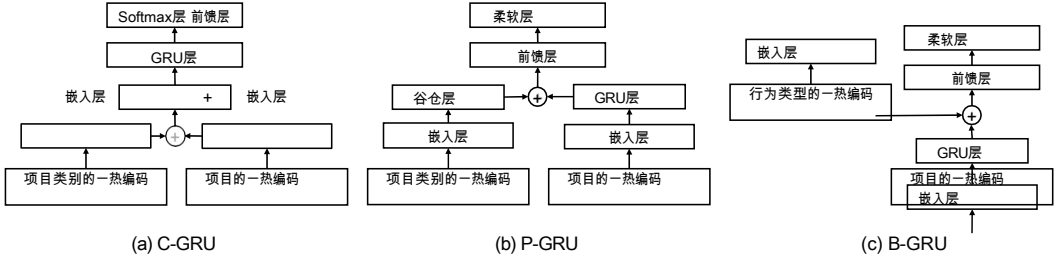 Softmax层 前馈层
GRU层
嵌入层
+
嵌入层
+
项目类别的一热编码
项目的一热编码
(a) C-GRU
柔软层
前馈层
谷仓层
+
GRU层
嵌入层
嵌入层
项目类别的一热编码
项目的一热编码
(b) P-GRU
柔软层
嵌入层
前馈层
行为类型的一热编码
+
GRU层
项目的一热编码
嵌入层
(c) B-GRU